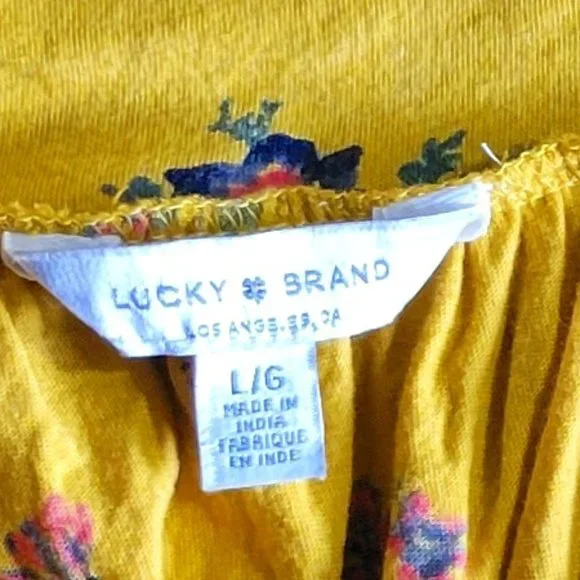 LUCKY BRAND
LOS ANGELES, CA
L/G
MADE IN
INDIA
FABRIQUE
EN INDE